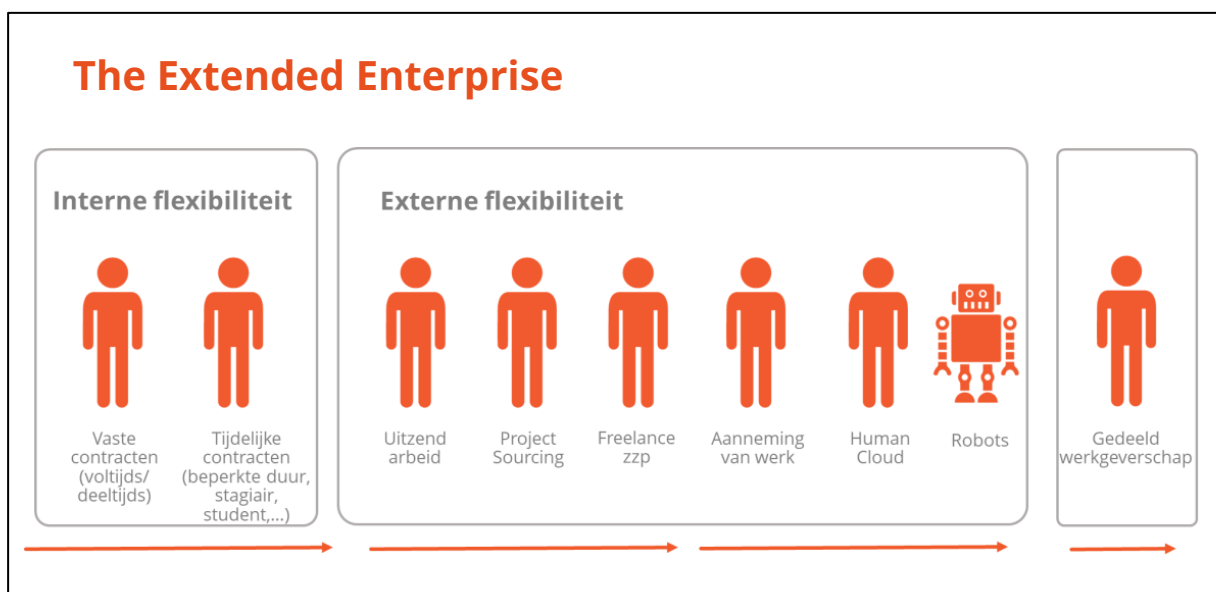 The Extended Enterprise
Interne flexibiliteit
Vaste
contracten
(voltijds/
deeltijds)
Tijdelijke
contracten
(beperkte duur,
stagiair,
student,...)
Externe flexibiliteit
Uitzend
arbeid
Project
Sourcing
Freelance
zzp
Aanneming
van werk
Human
Cloud
Robots
Gedeeld
werkgeverschap